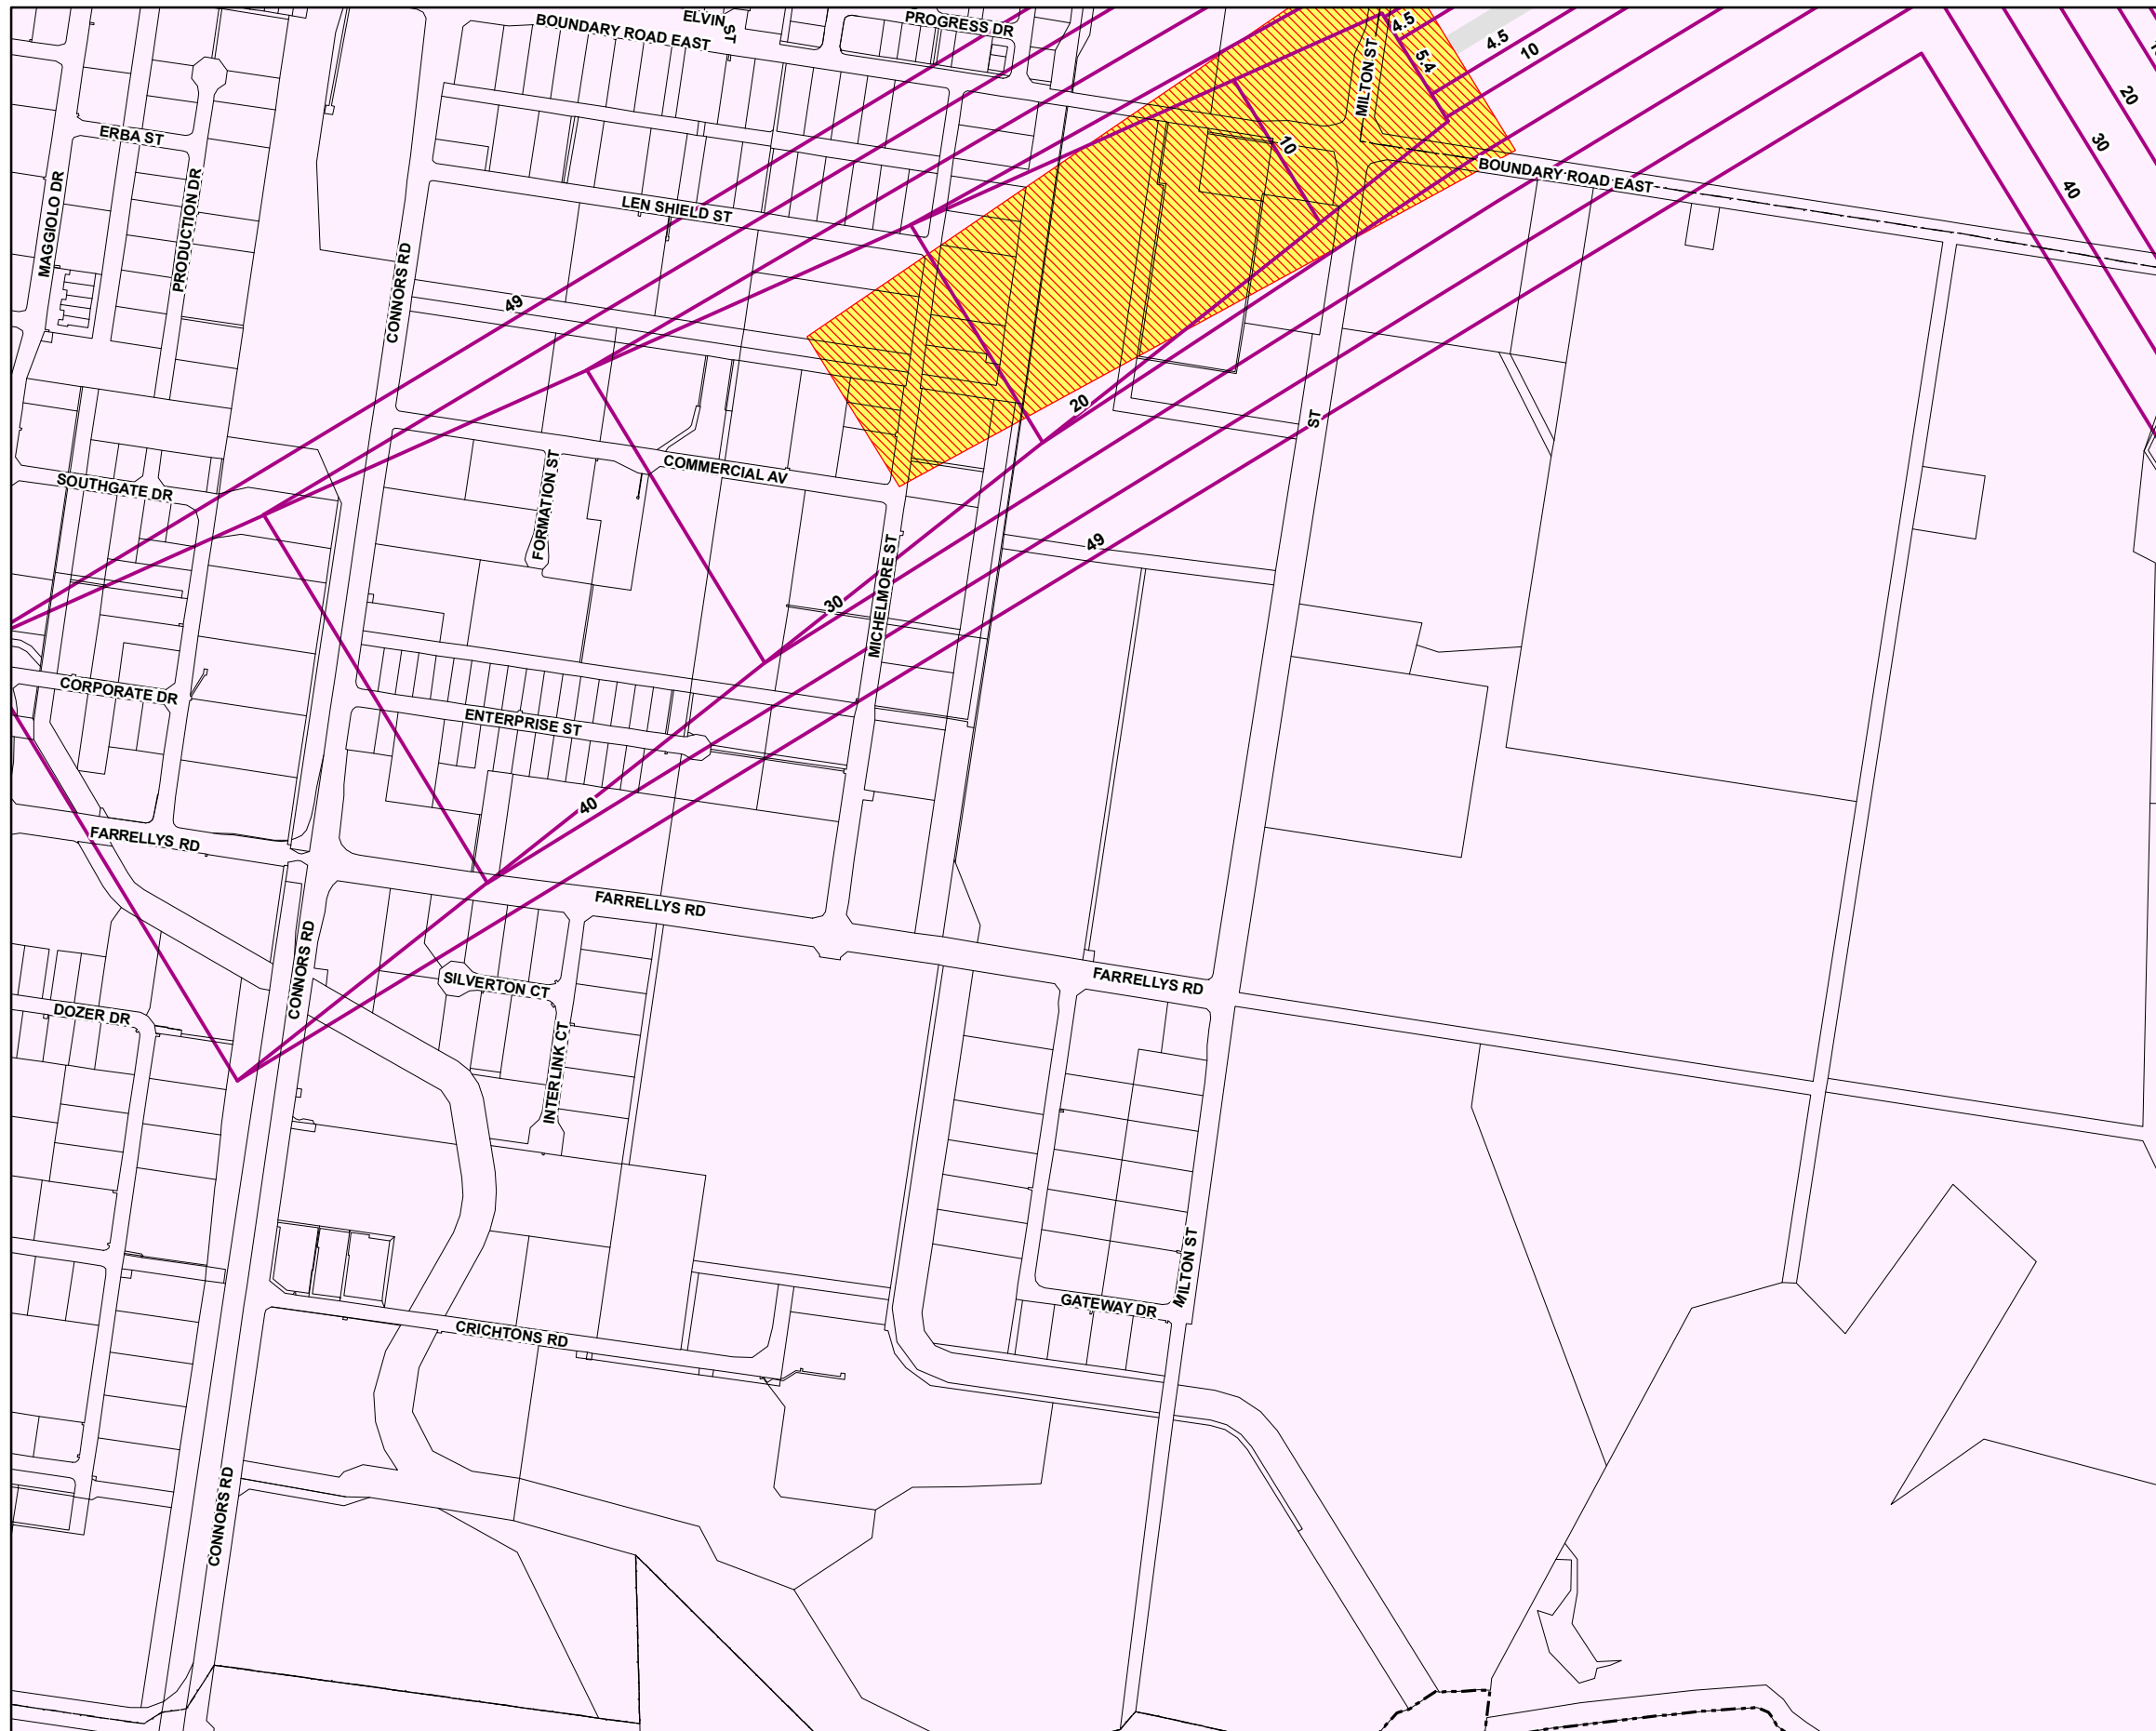 ELVIN ST
BOUNDARY ROAD EAST
PROGRESS DR
4.5
4.5
10
5.4
MILTON ST
20
ERBA ST
30
10
BOUNDARY ROAD EAST
40
MAGGIOLO DR
PRODUCTION DR
LEN SHIELD ST
CONNORS RD
49
20
ST
COMMERCIAL AV
SOUTHGATE DR
FORMATION ST
49
MICHELMORE ST
30
CORPORATE DR
ENTERPRISE ST
40
FARRELLYS RD
FARRELLYS RD
CONNORS RD
SILVERTON CT
FARRELLYS RD
DOZER DR
INTERLINK CT
MILTON ST
GATEWAY DR
CRICHTONS RD
CONNORS RD